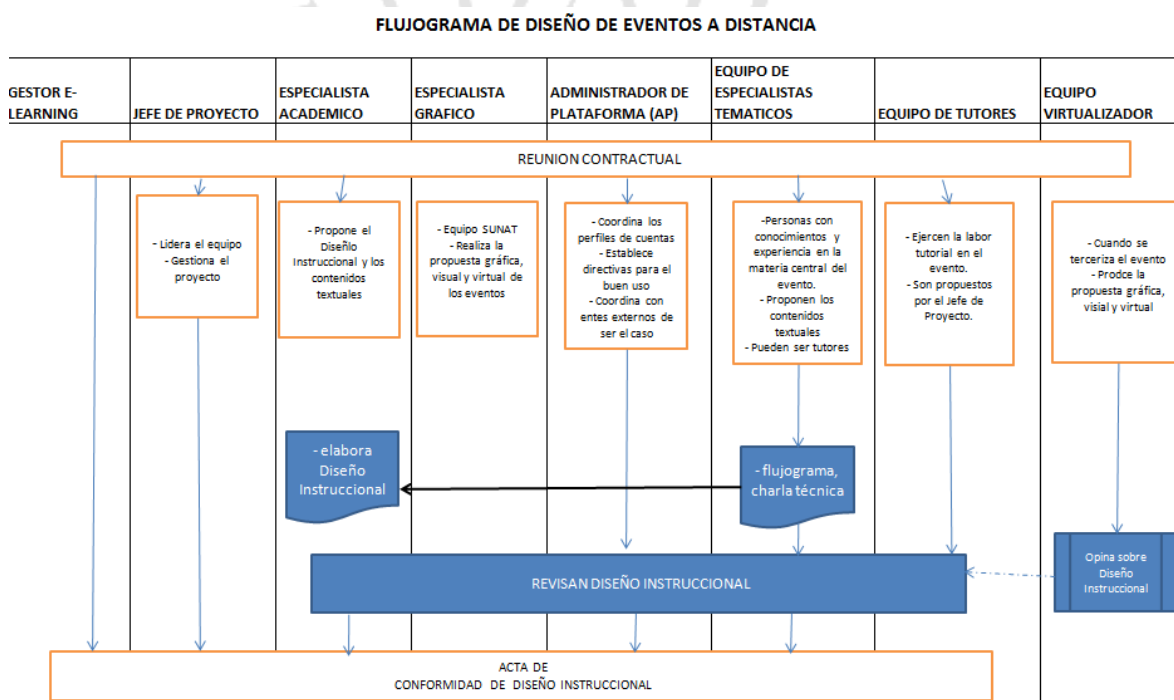 FLUJOGRAMA DE DISEÑO DE EVENTOS A DISTANCIA
GESTOR E-
LEARNING
JEFE DE PROYECTO
ESPECIALISTA
ACADEMICO
ESPECIALISTA
GRAFICO
ADMINISTRADOR DE
PLATAFORMA (AP)
EQUIPO DE
ESPECIALISTAS
TEMATICOS
EQUIPO DE TUTORES
EQUIPO
VIRTUALIZADOR
REUNION CONTRACTUAL
- Lidera el equipo
- Gestiona el
proyecto
- Propone el
Diseñlo
Instruccional y los
contenidos
textuales
- Equipo SUNAT
- Realiza la
propuesta gráfica,
visual y virtual de
los eventos
- Coordina los
perfiles de cuentas
- Establece
directivas para el
buen uso
- Coordina con
entes externos de
ser el caso
-Personas con
conocimientos y
experiencia en la
materia central del
evento.
- Proponen los
contenidos
textuales
- Pueden ser tutores
- Ejercen la labor
tutorial en el
evento.
- Son propuestos
por el Jefe de
Proyecto.
- Cuando se
terceriza el evento
- Prodce la
propuesta gráfica,
visial y virtual
- elabora
Diseño
Instruccional
- flujograma,
charla técnica
REVISAN DISEÑO INSTRUCCIONAL
Opina sobre
Diseño
Instruccional
ACTA DE
CONFORMIDAD DE DISEÑO INSTRUCCIONAL